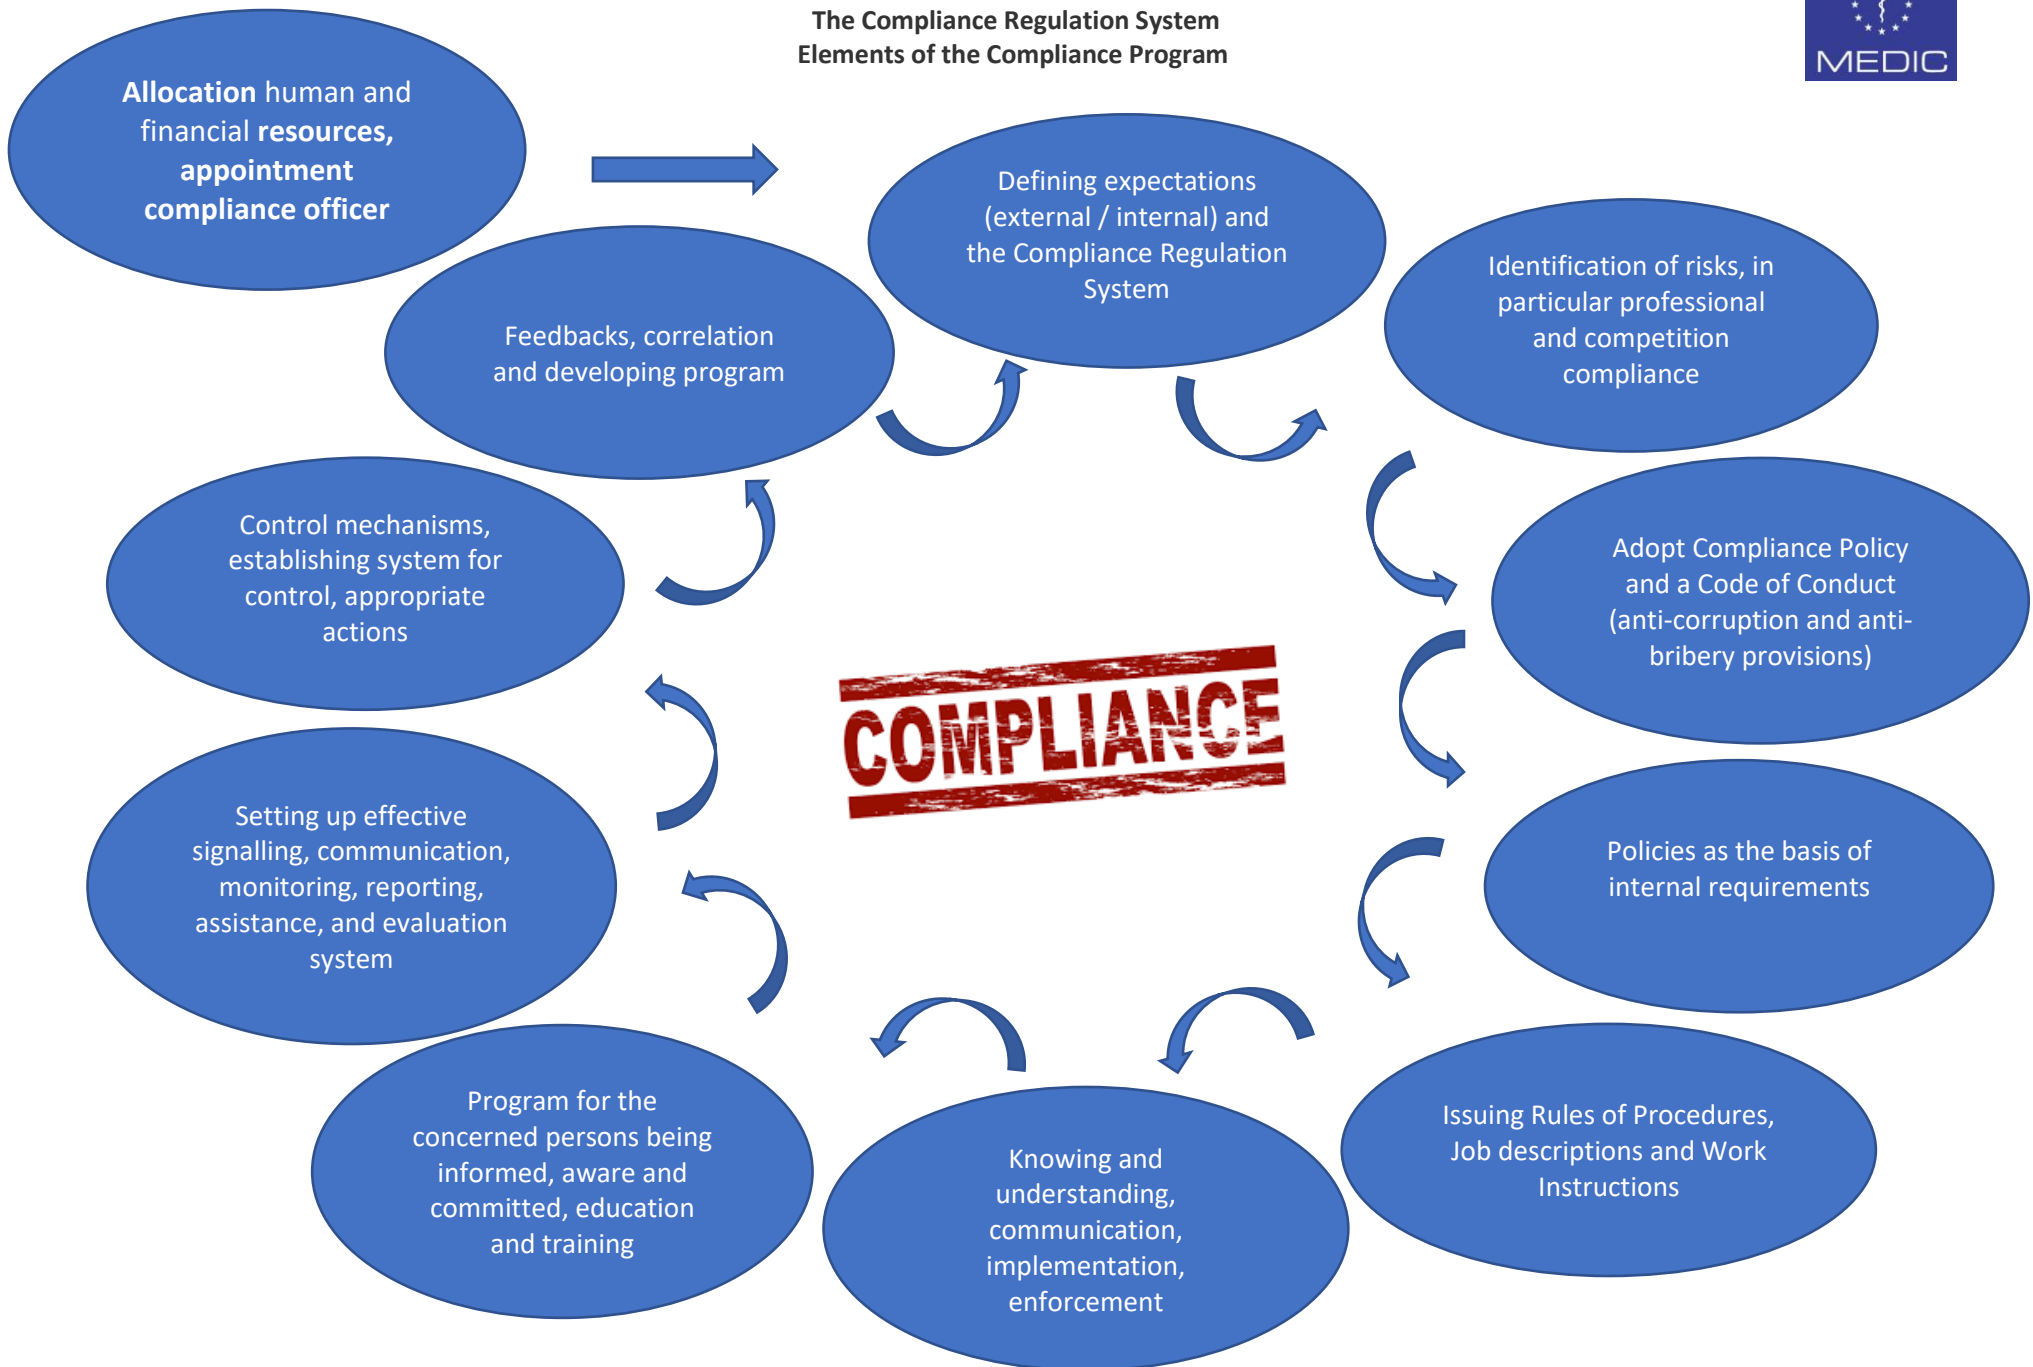 The Compliance Regulation System
Elements of the Compliance Program
MEDIC
Allocation human and
financial resources,
appointment
compliance officer
Defining expectations
(external / internal) and
the Compliance Regulation
System
Identification of risks, in
particular professional
and competition
compliance
Adopt Compliance Policy
and a Code of Conduct
(anti-corruption and anti-
bribery provisions)
Policies as the basis of
internal requirements
Issuing Rules of Procedures,
Job descriptions and Work
Instructions
Knowing and
understanding,
communication,
implementation,
enforcement
Program for the
concerned persons being
informed, aware and
committed, education
and training
Setting up effective
signalling, communication,
monitoring, reporting,
assistance, and evaluation
system
Control mechanisms,
establishing system for
control, appropriate
actions
Feedbacks, correlation
and developing program
COMPLIANCE